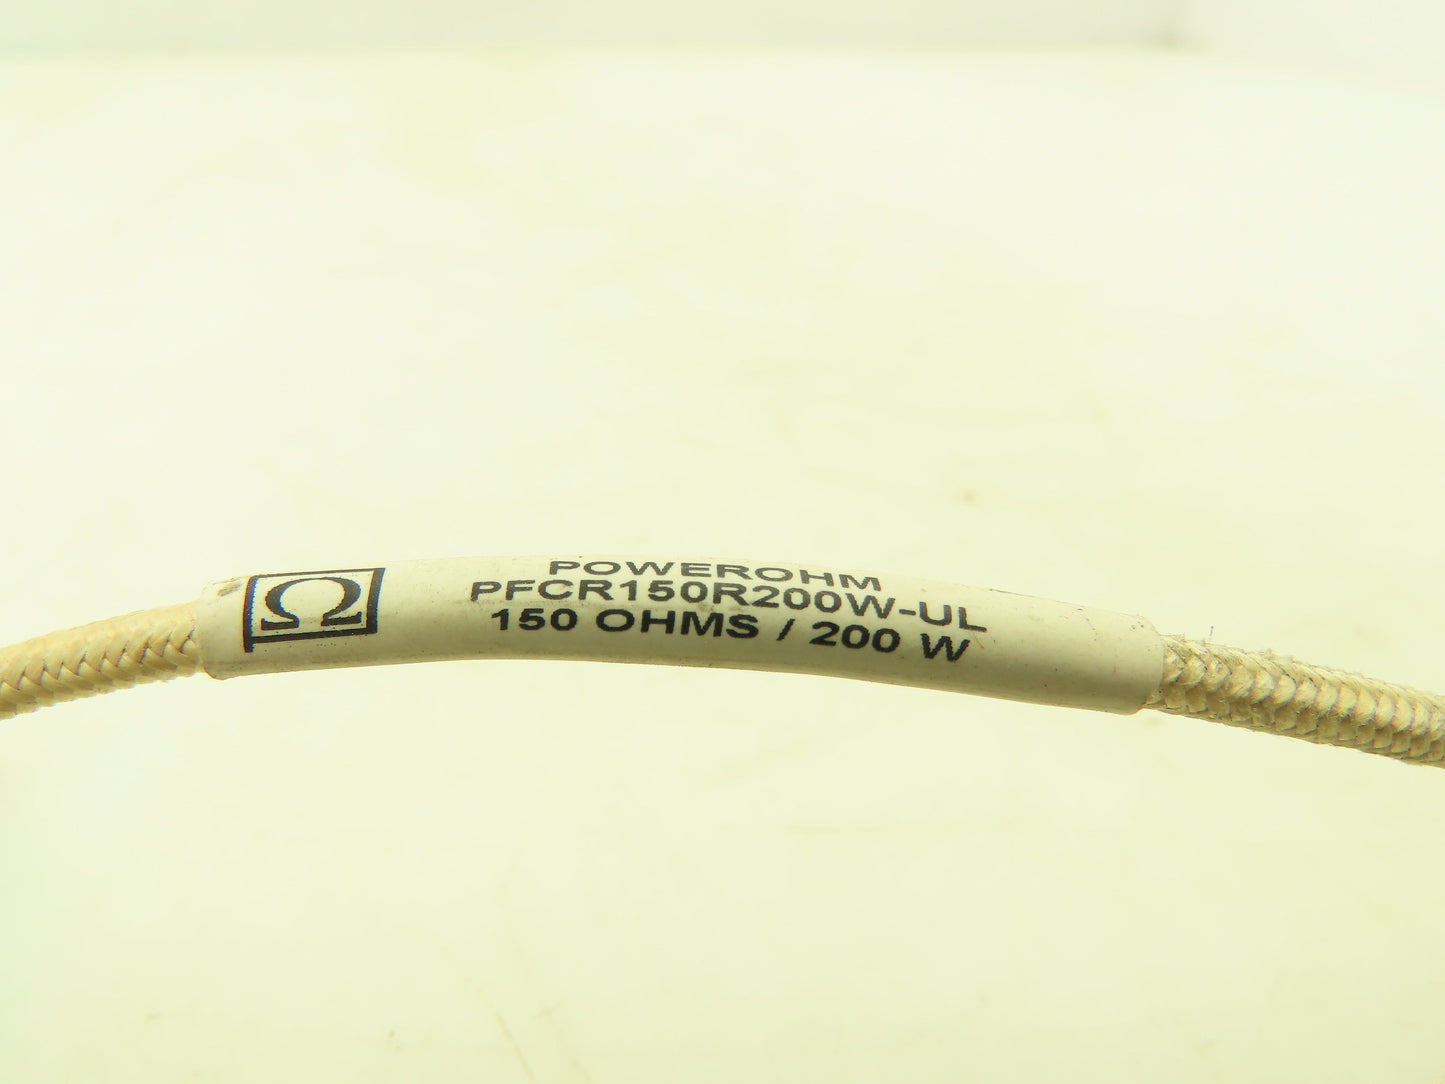 Ω
POWEROHM
PFCR150R200W-UL
150 OHMS / 200 W